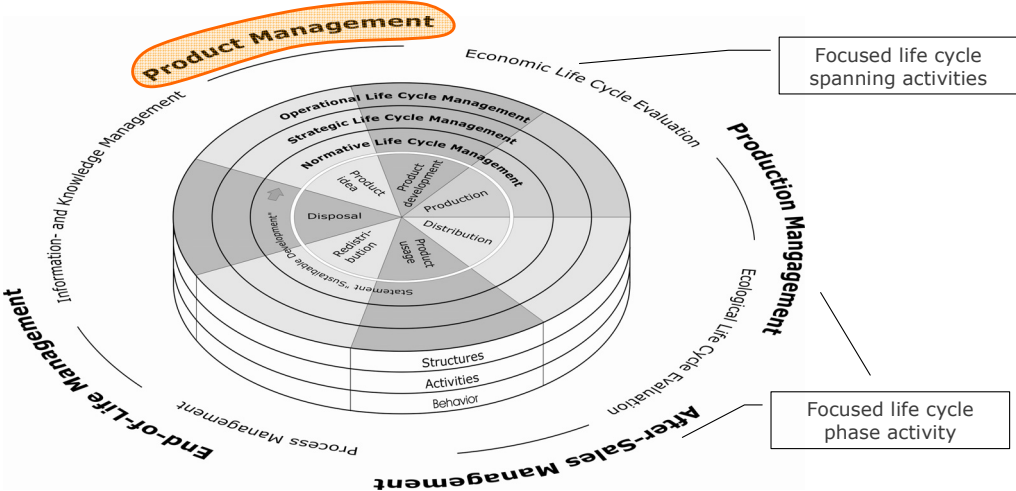 Product Management
Economic Life Cycle Evaluation
Focused life cycle
spanning activities
Information- and Knowledge Management
Production Mangagement
Operational Life Cycle Management
Strategic Life Cycle Management
Normative Life Cycle Management
Product
idea
Product
development
Production
Distribution
Product
usage
Redistri-
bution
Disposal
Statement "Sustaibable Development"
Structures
Activities
Behavior
Ecological Life Cycle Evaluation
End-of-Life Management
Process Management
After-Sales Management
Focused life cycle
phase activity